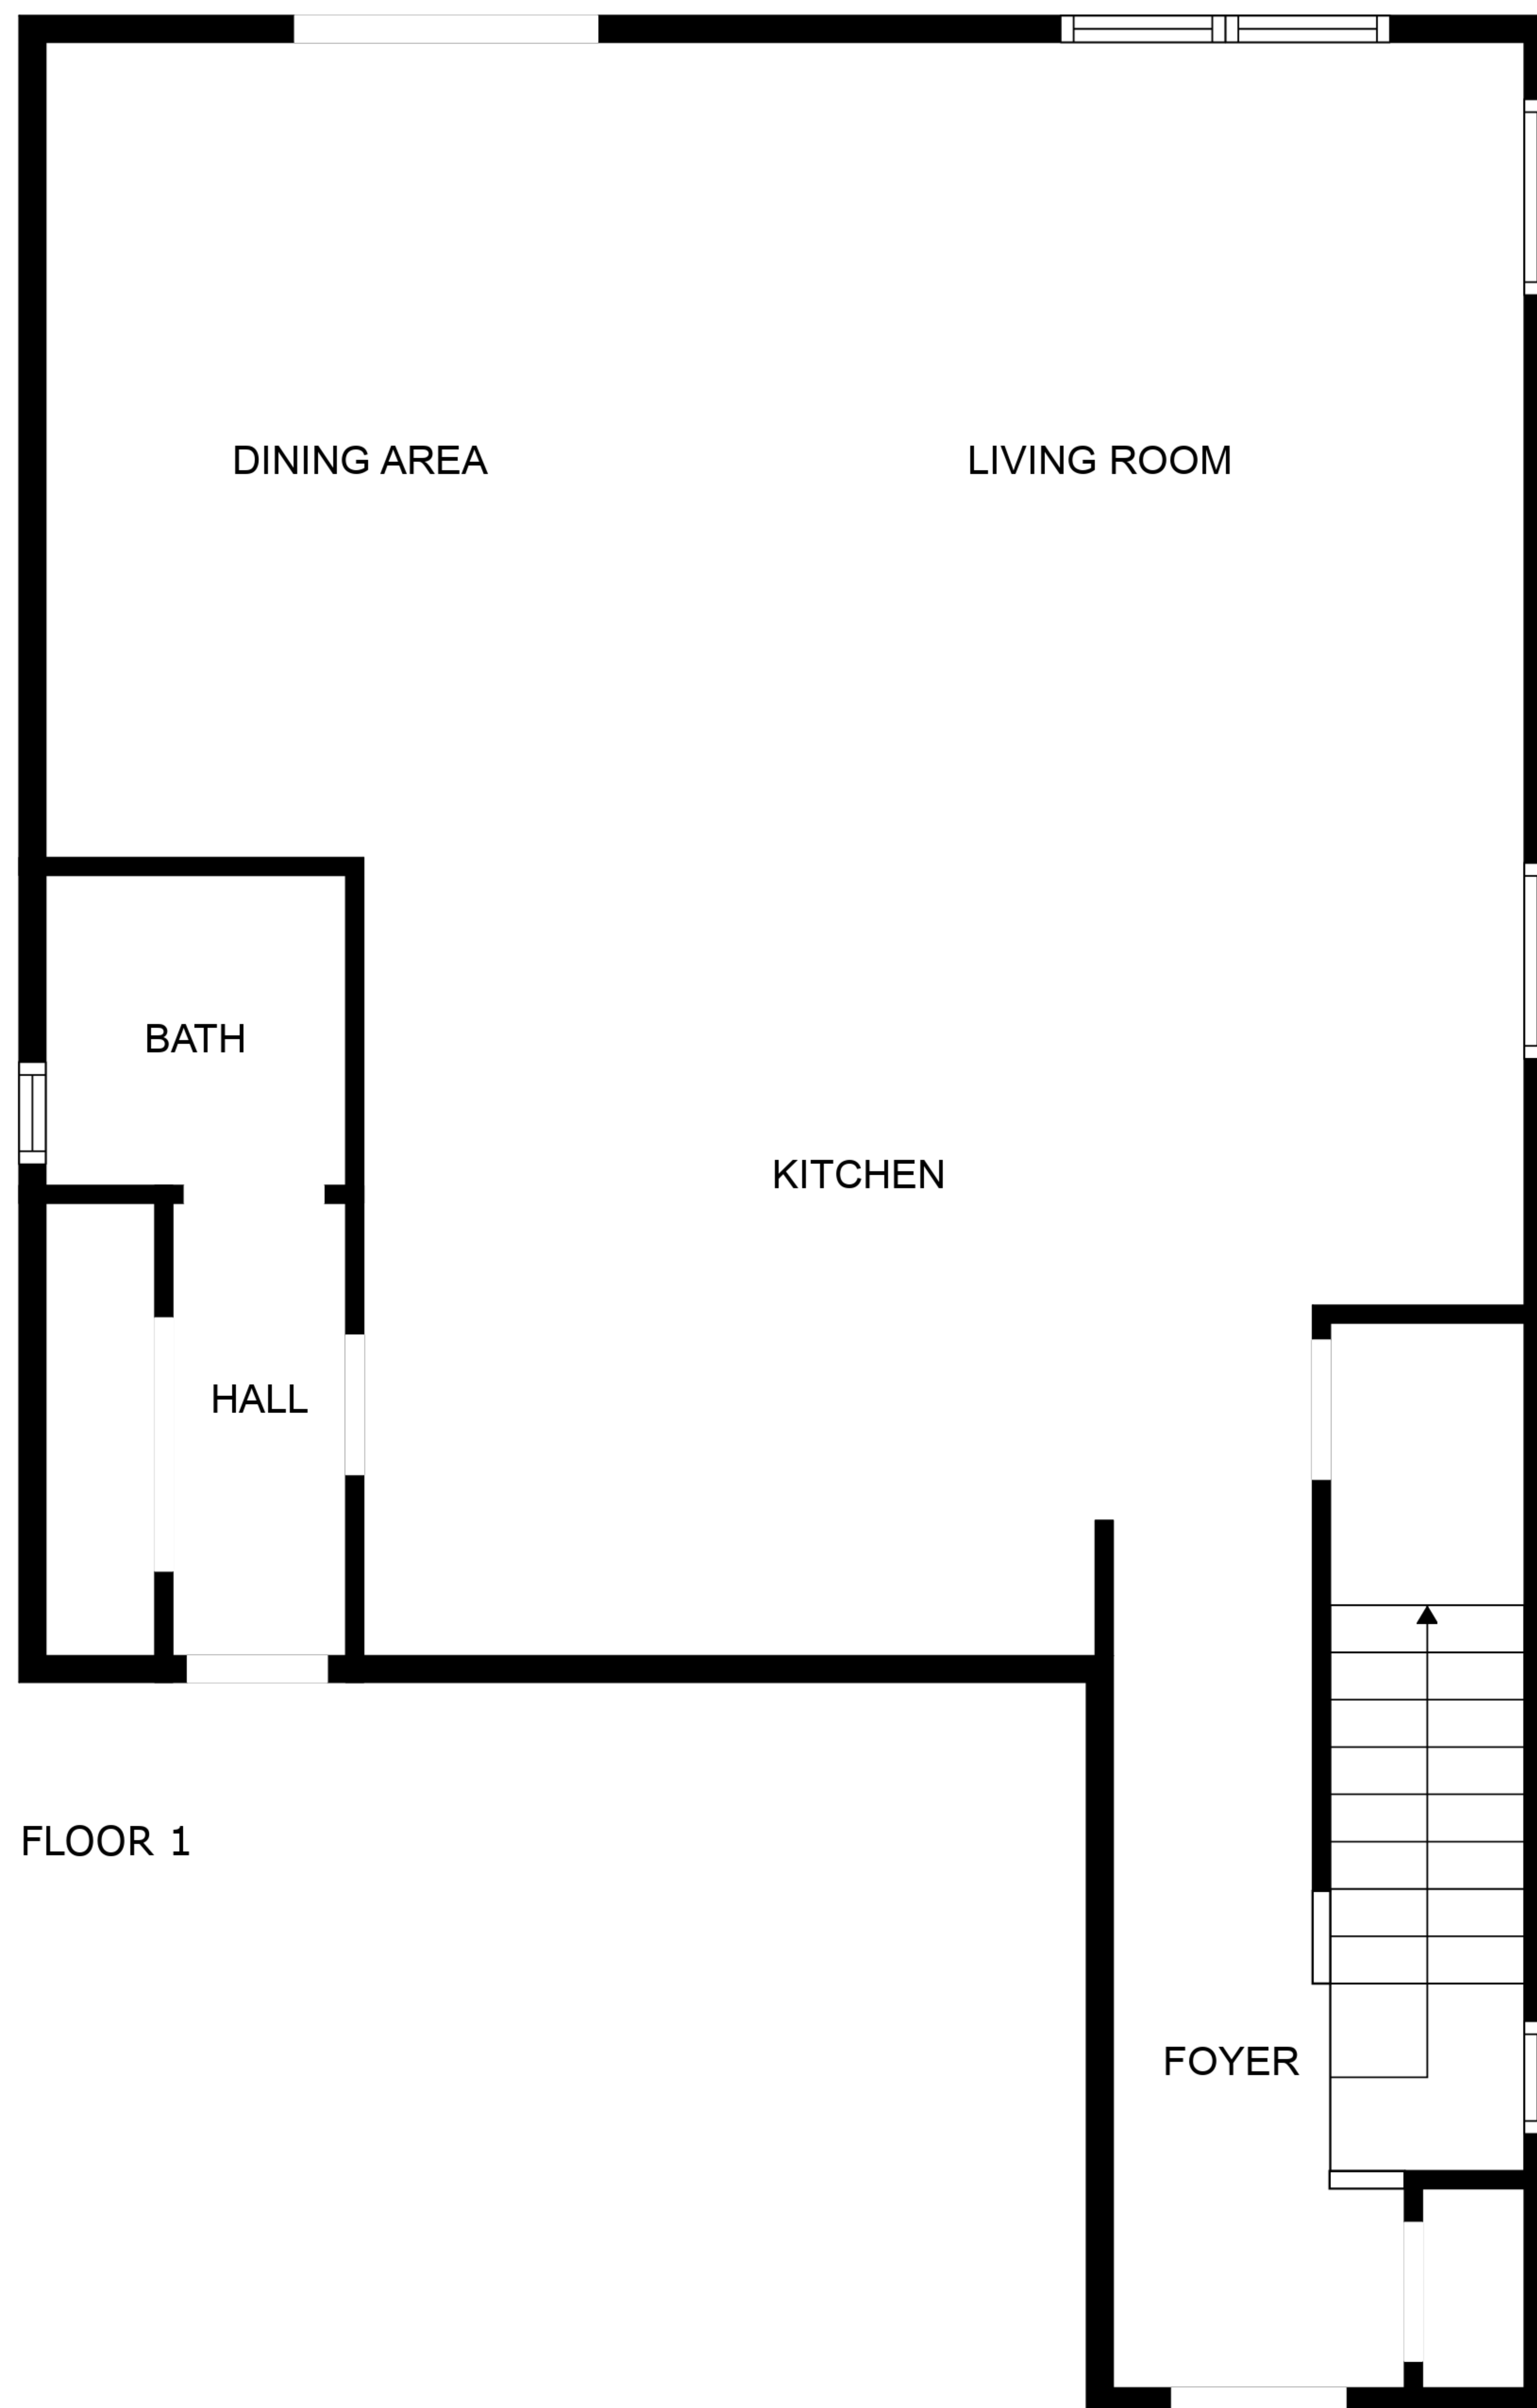 DINING AREA
LIVING ROOM
BATH
KITCHEN
HALL
FLOOR 1
FOYER